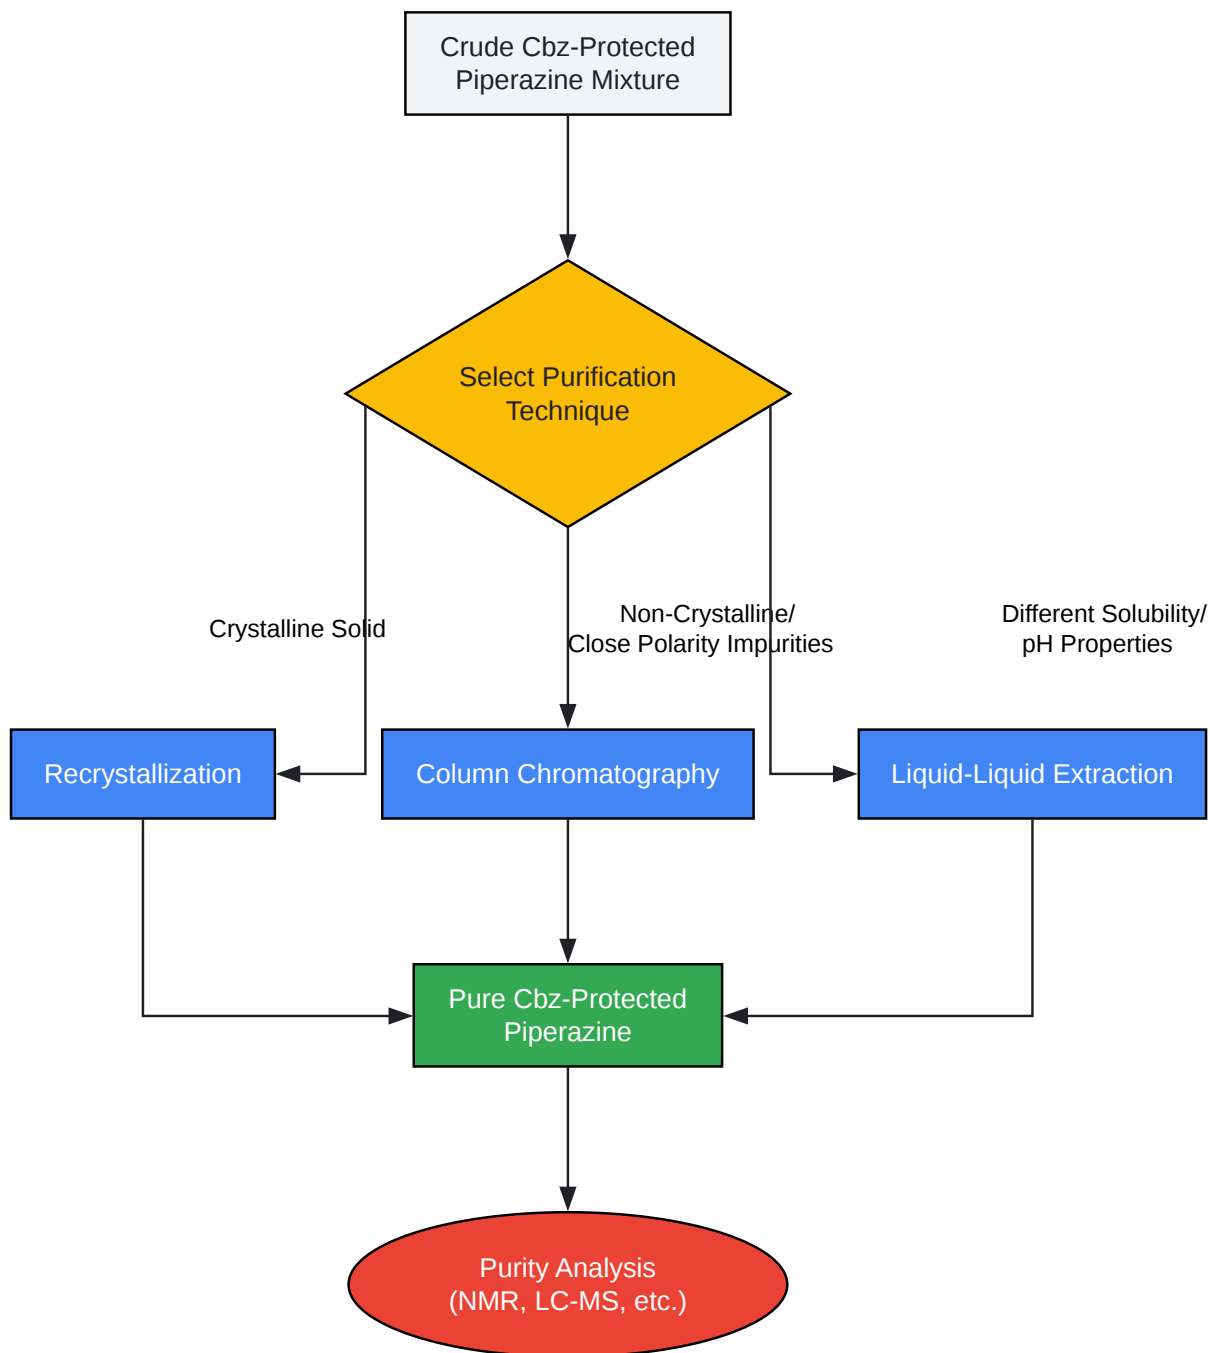 Crude Cbz-Protected
Piperazine Mixture
Select Purification
Technique
Crystalline Solid
Non-Crystalline/
Close Polarity Impurities
Different Solubility/
pH Properties
Recrystallization
Column Chromatography
Liquid-Liquid Extraction
Pure Cbz-Protected
Piperazine
Purity Analysis
(NMR, LC-MS, etc.)